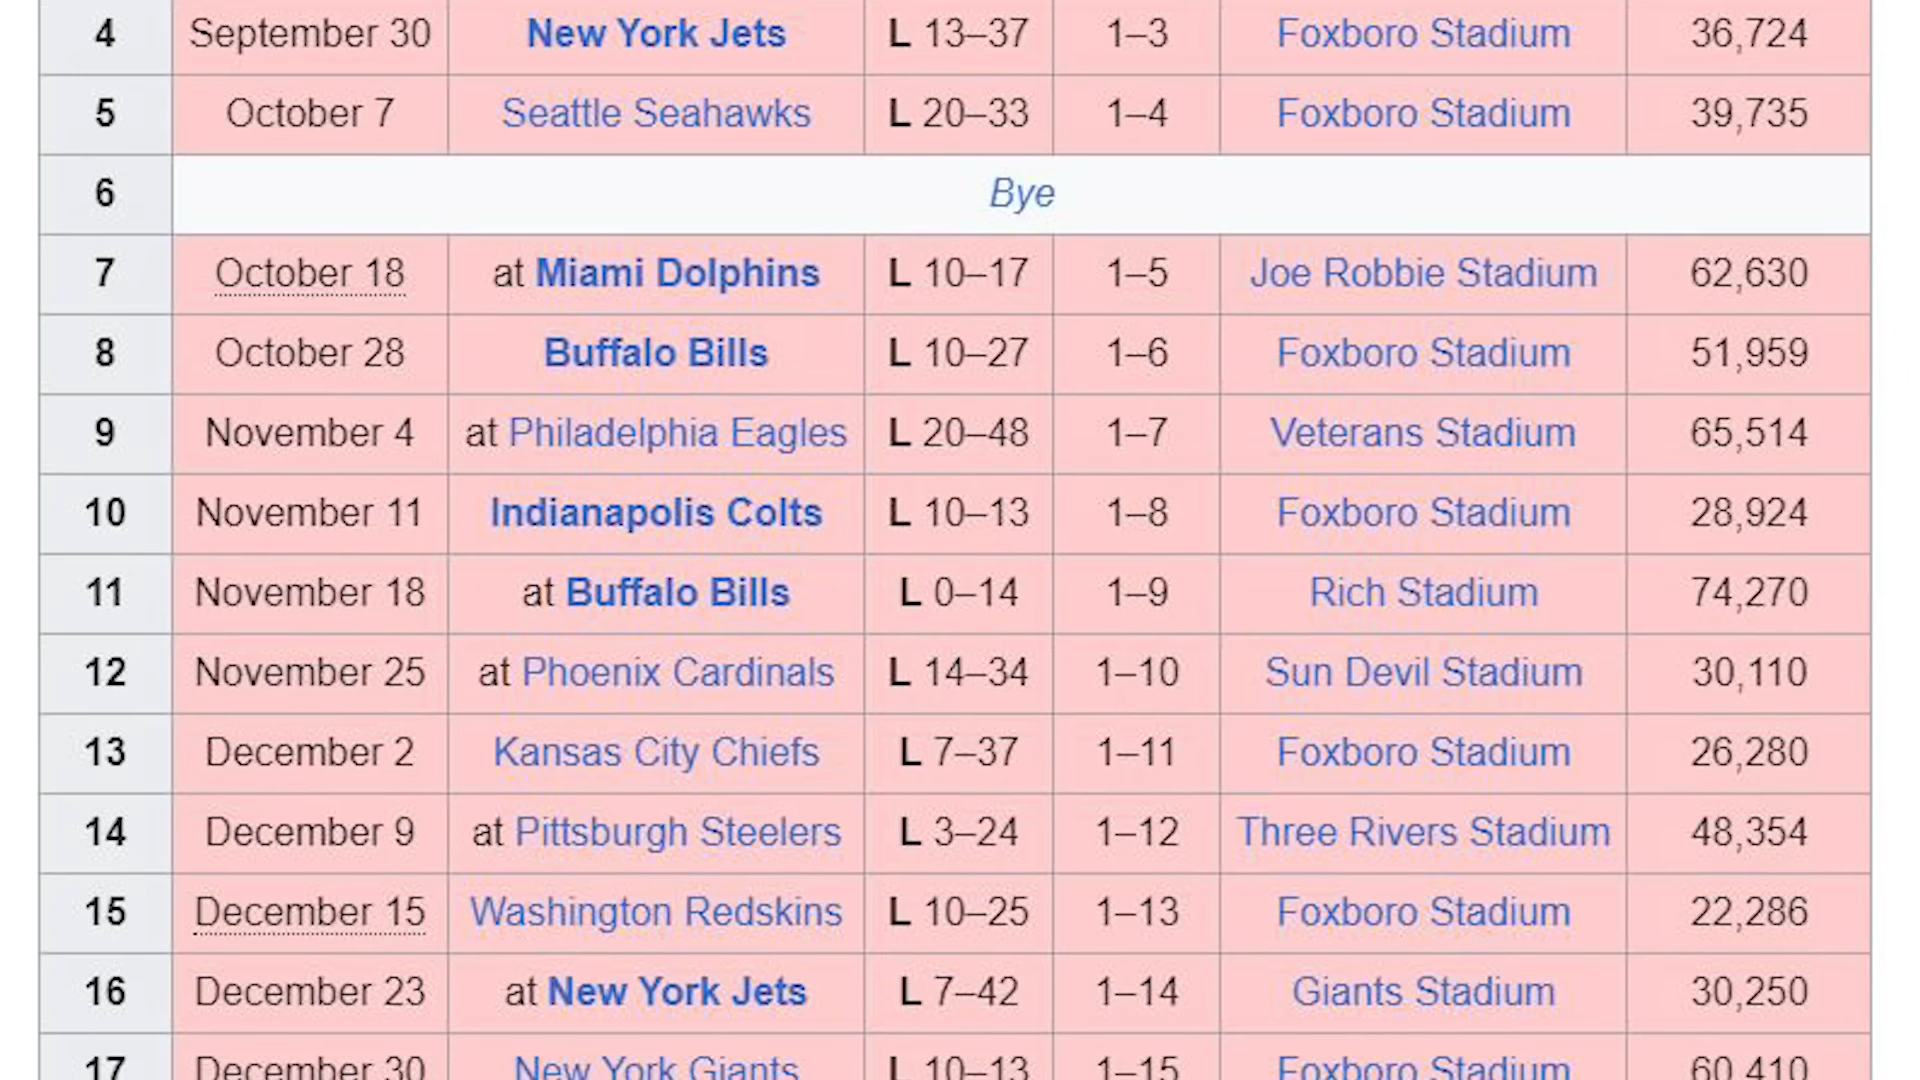 4 September 30 New York Jets L 13–37 1–3 Foxboro Stadium 36,724
5 October 7 Seattle Seahawks L 20–33 1–4 Foxboro Stadium 39,735
6 Bye
7 October 18 at Miami Dolphins L 10–17 1–5 Joe Robbie Stadium 62,630
8 October 28 Buffalo Bills L 10–27 1–6 Foxboro Stadium 51,959
9 November 4 at Philadelphia Eagles L 20–48 1–7 Veterans Stadium 65,514
10 November 11 Indianapolis Colts L 10–13 1–8 Foxboro Stadium 28,924
11 November 18 at Buffalo Bills L 0–14 1–9 Rich Stadium 74,270
12 November 25 at Phoenix Cardinals L 14–34 1–10 Sun Devil Stadium 30,110
13 December 2 Kansas City Chiefs L 7–37 1–11 Foxboro Stadium 26,280
14 December 9 at Pittsburgh Steelers L 3–24 1–12 Three Rivers Stadium 48,354
15 December 15 Washington Redskins L 10–25 1–13 Foxboro Stadium 22,286
16 December 23 at New York Jets L 7–42 1–14 Giants Stadium 30,250
17 December 30 New York Giants L 10–13 1–15 Foxboro Stadium 60,410